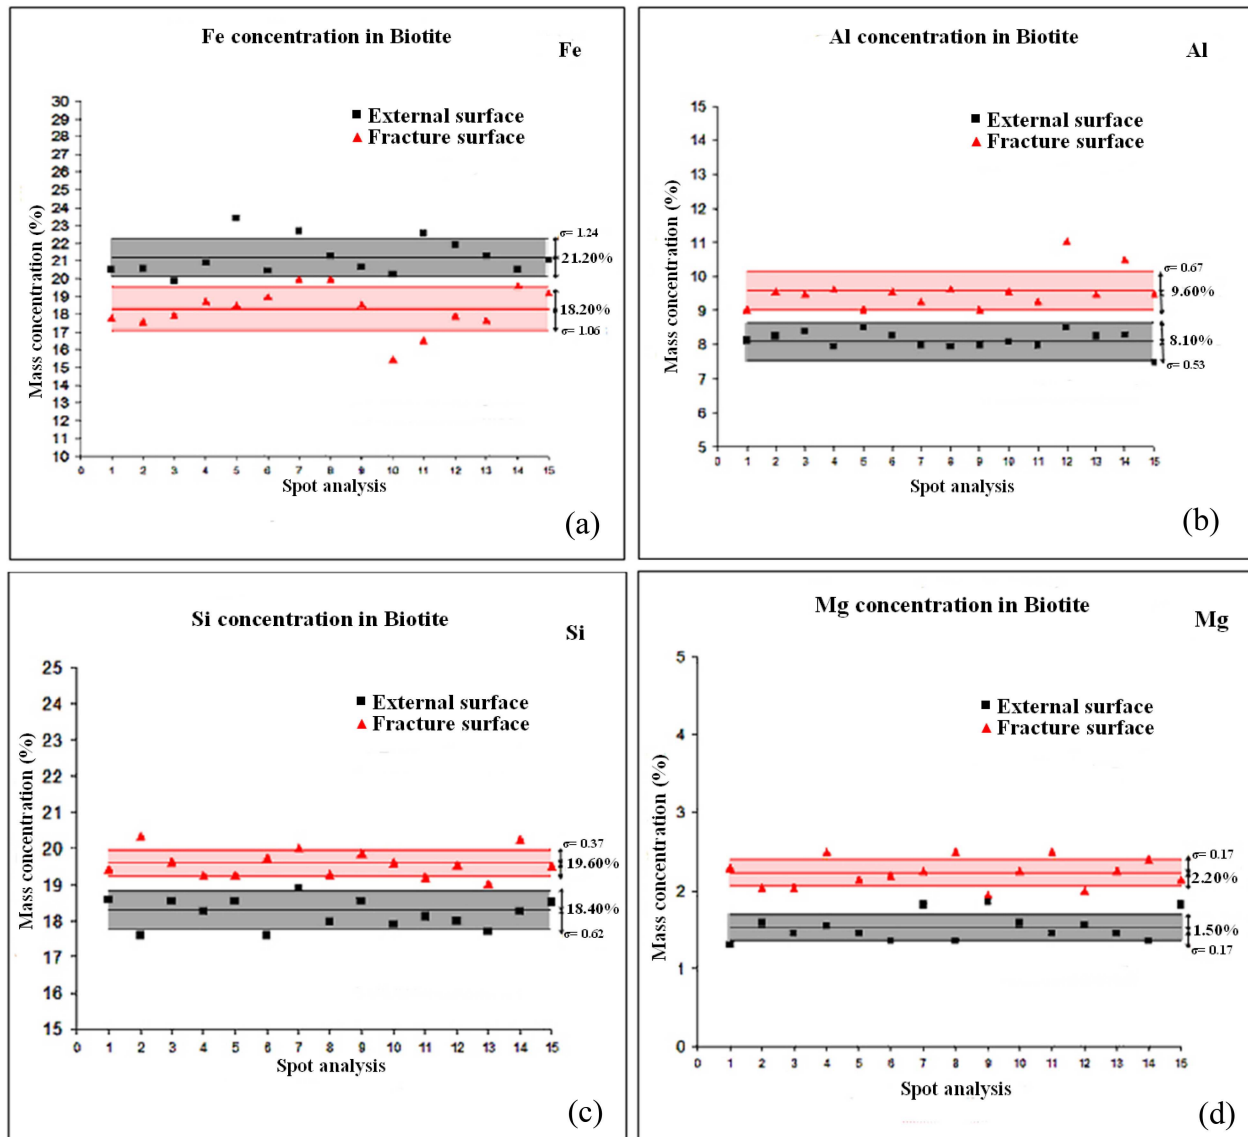 Fe concentration in Biotite
Fe
External surface
Fracture surface
Mass concentration (%)
30
29
28
27
26
25
24
23
22
21
20
19
18
17
16
15
14
13
12
11
10
σ= 1.24
21.20%
18.20%
σ= 1.06
0 1 2 3 4 5 6 7 8 9 10 11 12 13 14 15
Spot analysis
(a)
Al concentration in Biotite
Al
External surface
Fracture surface
Mass concentration (%)
15
14
13
12
11
10
9
8
7
6
5
σ= 0.67
9.60%
8.10%
σ= 0.53
0 1 2 3 4 5 6 7 8 9 10 11 12 13 14 15
Spot analysis
(b)
Si concentration in Biotite
Si
External surface
Fracture surface
Mass concentration (%)
25
24
23
22
21
20
19
18
17
16
15
σ= 0.37
19.60%
18.40%
σ= 0.62
0 1 2 3 4 5 6 7 8 9 10 11 12 13 14 15
Spot analysis
(c)
Mg concentration in Biotite
Mg
External surface
Fracture surface
Mass concentration (%)
5
4
3
2
1
0
σ= 0.17
2.20%
1.50%
σ= 0.17
0 1 2 3 4 5 6 7 8 9 10 11 12 13 14 15
Spot analysis
(d)